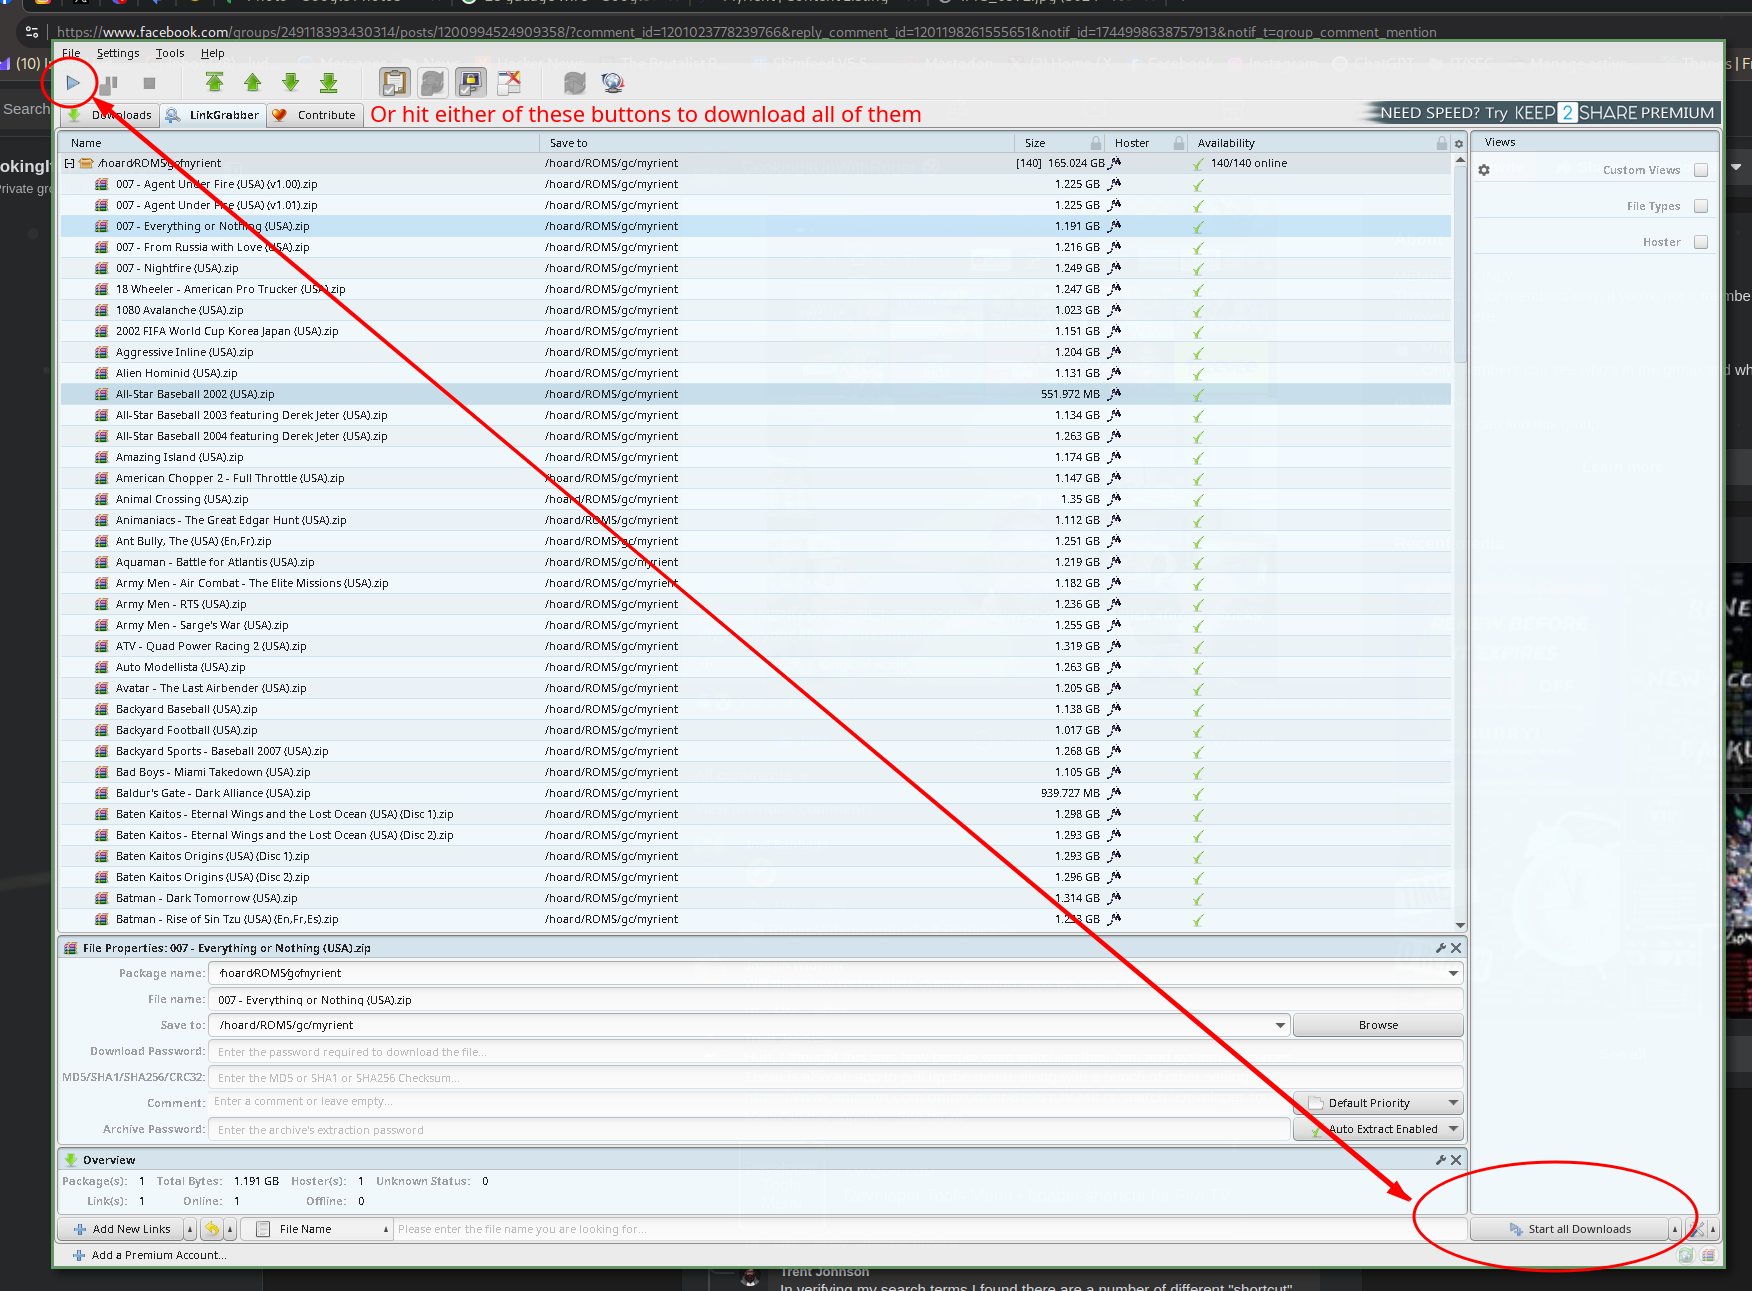 https://www.facebook.com/groups/249118393430314/posts/1200994524909358/?comment_id=1201023778239766&reply_comment_id=1201198261555651&notif_id=1744998638757913&notif_t=group_comment_mention
File Settings Tools Help
(10)
Search
Or hit either of these buttons to download all of them
Downloads LinkGrabber Contribute
NEED SPEED? Try KEEP2SHARE PREMIUM
Name Save to Size Hoster Availability
/hoard/ROMS/gc/myrient /hoard/ROMS/gc/myrient [140] 165.024 GB 140/140 online
007 - Agent Under Fire (USA) (v1.00).zip /hoard/ROMS/gc/myrient 1.225 GB
007 - Agent Under Fire (USA) (v1.01).zip /hoard/ROMS/gc/myrient 1.225 GB
007 - Everything or Nothing (USA).zip /hoard/ROMS/gc/myrient 1.191 GB
007 - From Russia with Love (USA).zip /hoard/ROMS/gc/myrient 1.216 GB
007 - Nightfire (USA).zip /hoard/ROMS/gc/myrient 1.249 GB
18 Wheeler - American Pro Trucker (USA).zip /hoard/ROMS/gc/myrient 1.247 GB
1080 Avalanche (USA).zip /hoard/ROMS/gc/myrient 1.023 GB
2002 FIFA World Cup Korea Japan (USA).zip /hoard/ROMS/gc/myrient 1.151 GB
Aggressive Inline (USA).zip /hoard/ROMS/gc/myrient 1.204 GB
Alien Hominid (USA).zip /hoard/ROMS/gc/myrient 1.131 GB
All-Star Baseball 2002 (USA).zip /hoard/ROMS/gc/myrient 551.972 MB
All-Star Baseball 2003 featuring Derek Jeter (USA).zip /hoard/ROMS/gc/myrient 1.134 GB
All-Star Baseball 2004 featuring Derek Jeter (USA).zip /hoard/ROMS/gc/myrient 1.263 GB
Amazing Island (USA).zip /hoard/ROMS/gc/myrient 1.174 GB
American Chopper 2 - Full Throttle (USA).zip /hoard/ROMS/gc/myrient 1.147 GB
Animal Crossing (USA).zip /hoard/ROMS/gc/myrient 1.35 GB
Animaniacs - The Great Edgar Hunt (USA).zip /hoard/ROMS/gc/myrient 1.112 GB
Ant Bully, The (USA) (En,Fr).zip /hoard/ROMS/gc/myrient 1.251 GB
Aquaman - Battle for Atlantis (USA).zip /hoard/ROMS/gc/myrient 1.219 GB
Army Men - Air Combat - The Elite Missions (USA).zip /hoard/ROMS/gc/myrient 1.182 GB
Army Men - RTS (USA).zip /hoard/ROMS/gc/myrient 1.236 GB
Army Men - Sarge's War (USA).zip /hoard/ROMS/gc/myrient 1.255 GB
ATV - Quad Power Racing 2 (USA).zip /hoard/ROMS/gc/myrient 1.319 GB
Auto Modellista (USA).zip /hoard/ROMS/gc/myrient 1.263 GB
Avatar - The Last Airbender (USA).zip /hoard/ROMS/gc/myrient 1.205 GB
Backyard Baseball (USA).zip /hoard/ROMS/gc/myrient 1.138 GB
Backyard Football (USA).zip /hoard/ROMS/gc/myrient 1.017 GB
Backyard Sports - Baseball 2007 (USA).zip /hoard/ROMS/gc/myrient 1.268 GB
Bad Boys - Miami Takedown (USA).zip /hoard/ROMS/gc/myrient 1.105 GB
Baldur's Gate - Dark Alliance (USA).zip /hoard/ROMS/gc/myrient 939.727 MB
Baten Kaitos - Eternal Wings and the Lost Ocean (USA) (Disc 1).zip /hoard/ROMS/gc/myrient 1.298 GB
Baten Kaitos - Eternal Wings and the Lost Ocean (USA) (Disc 2).zip /hoard/ROMS/gc/myrient 1.293 GB
Baten Kaitos Origins (USA) (Disc 1).zip /hoard/ROMS/gc/myrient 1.293 GB
Baten Kaitos Origins (USA) (Disc 2).zip /hoard/ROMS/gc/myrient 1.296 GB
Batman - Dark Tomorrow (USA).zip /hoard/ROMS/gc/myrient 1.314 GB
Batman - Rise of Sin Tzu (USA) (En,Fr,Es).zip /hoard/ROMS/gc/myrient GB
Views
Custom Views
File Types
Hoster
File Properties: 007 - Everything or Nothing (USA).zip
Package name: /hoard/ROMS/gc/myrient
File name: 007 - Everything or Nothing (USA).zip
Save to: /hoard/ROMS/gc/myrient Browse
Download Password: Enter the password required to download the file...
MD5/SHA1/SHA256/CRC32: Enter the MD5 or SHA1 or SHA256 Checksum...
Comment: Enter a comment or leave empty... Default Priority
Archive Password: Enter the archive's extraction password Auto Extract Enabled
Overview
Package(s): 1 Total Bytes: 1.191 GB Hoster(s): 1 Unknown Status: 0
Link(s): 1 Online: 1 Offline: 0
Add New Links File Name Please enter the file name you are looking for... Start all Downloads
Add a Premium Account...
Trent Johnson
In verifying my search terms I found there are a number of different "shortcut"